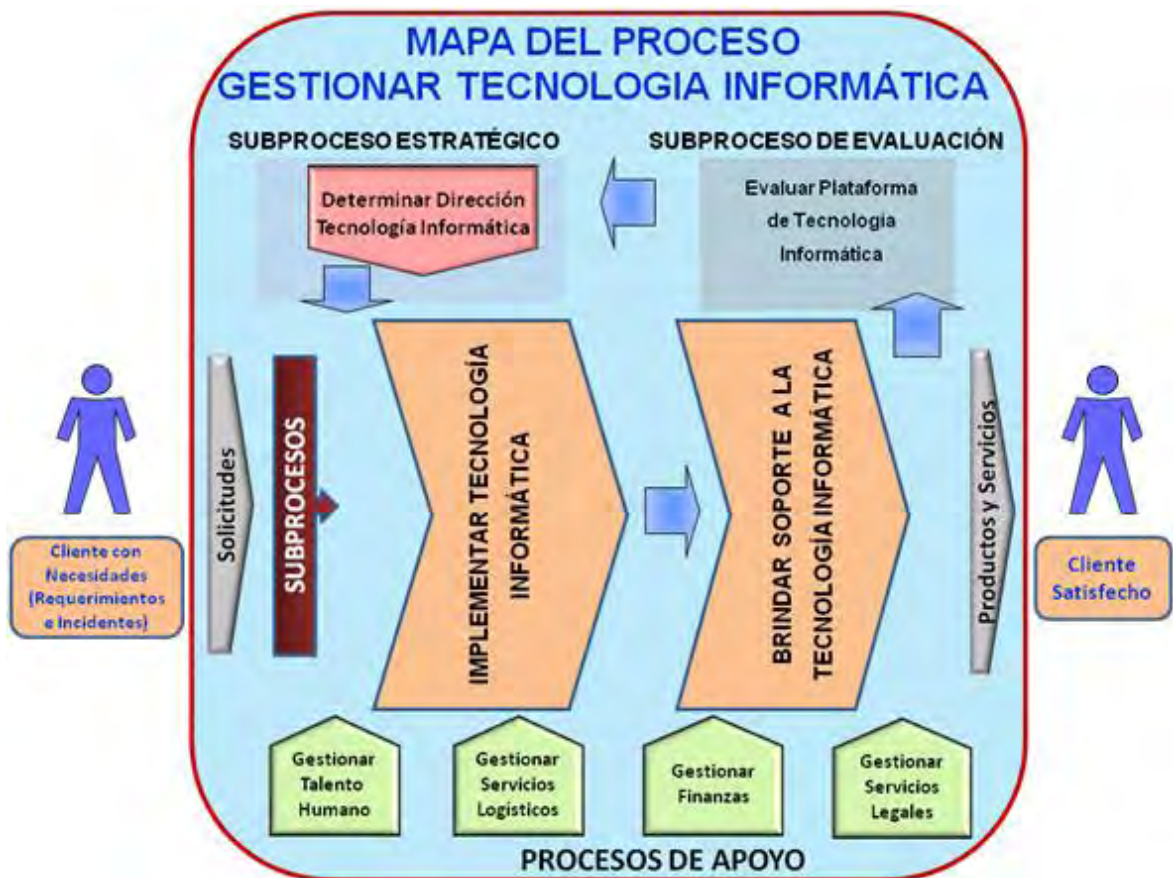 MAPA DEL PROCESO
GESTIONAR TECNOLOGIA INFORMÁTICA
SUBPROCESO ESTRATÉGICO
SUBPROCESO DE EVALUACIÓN
Determinar Dirección
Tecnología Informática
Evaluar Plataforma
de Tecnología
Informática
Cliente con
Necesidades
(Requerimientos
e Incidentes)
Solicitudes
SUBPROCESOS
IMPLEMENTAR TECNOLOGÍA
INFORMÁTICA
BRINDAR SOPORTE A LA
TECNOLOGÍA INFORMÁTICA
Productos y Servicios
Cliente
Satisfecho
Gestionar
Talento
Humano
Gestionar
Servicios
Logísticos
Gestionar
Finanzas
Gestionar
Servicios
Legales
PROCESOS DE APOYO